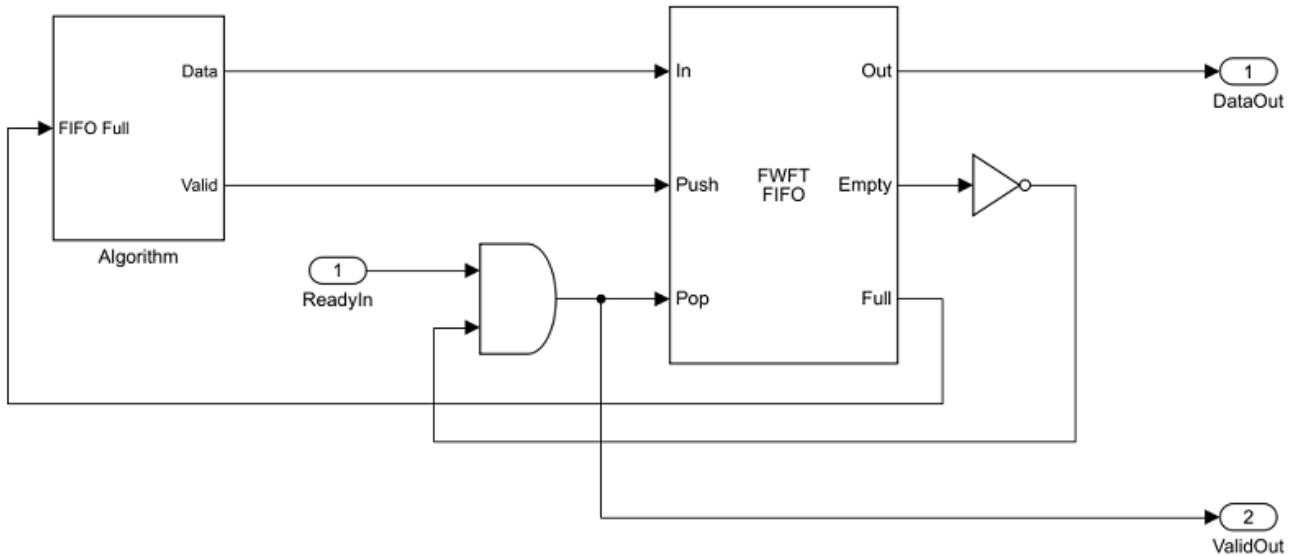 Data
FIFO Full
Valid
Algorithm
1
ReadyIn
In
Push
Pop
FWFT
FIFO
Out
Empty
Full
1
DataOut
2
ValidOut